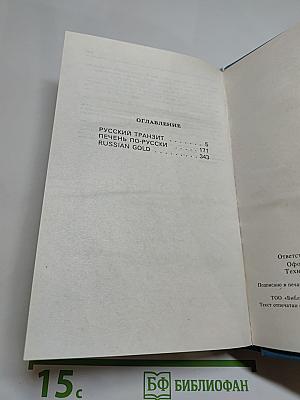 ОГЛАВЛЕНИЕ
РУССКИЙ ТРАНЗИТ . . . . . . . 5
ПЕЧЕНЬ ПО-РУССКИ . . . . . 171
RUSSIAN GOLD . . . . . . . . . 343
Ответст
Офо
Техн
Подписано в печа
ТОО «Библ
Текст отпечатан
15с
БФ БИБЛИОФАН